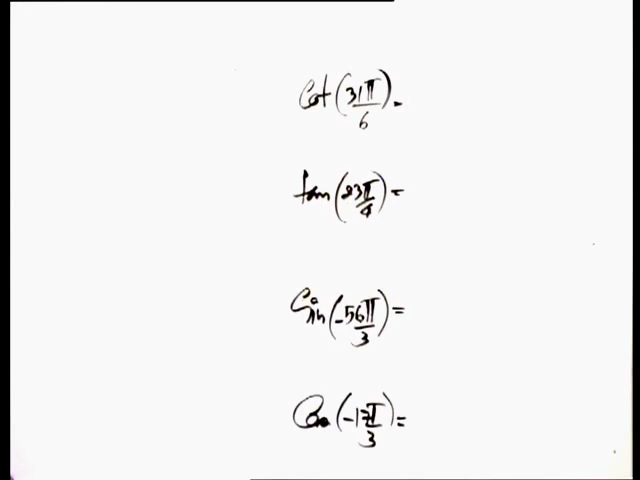 Cot(31π/6)=
tan(23π/4)=
Sin(-56π/3)=
Cos(-17π/3)=